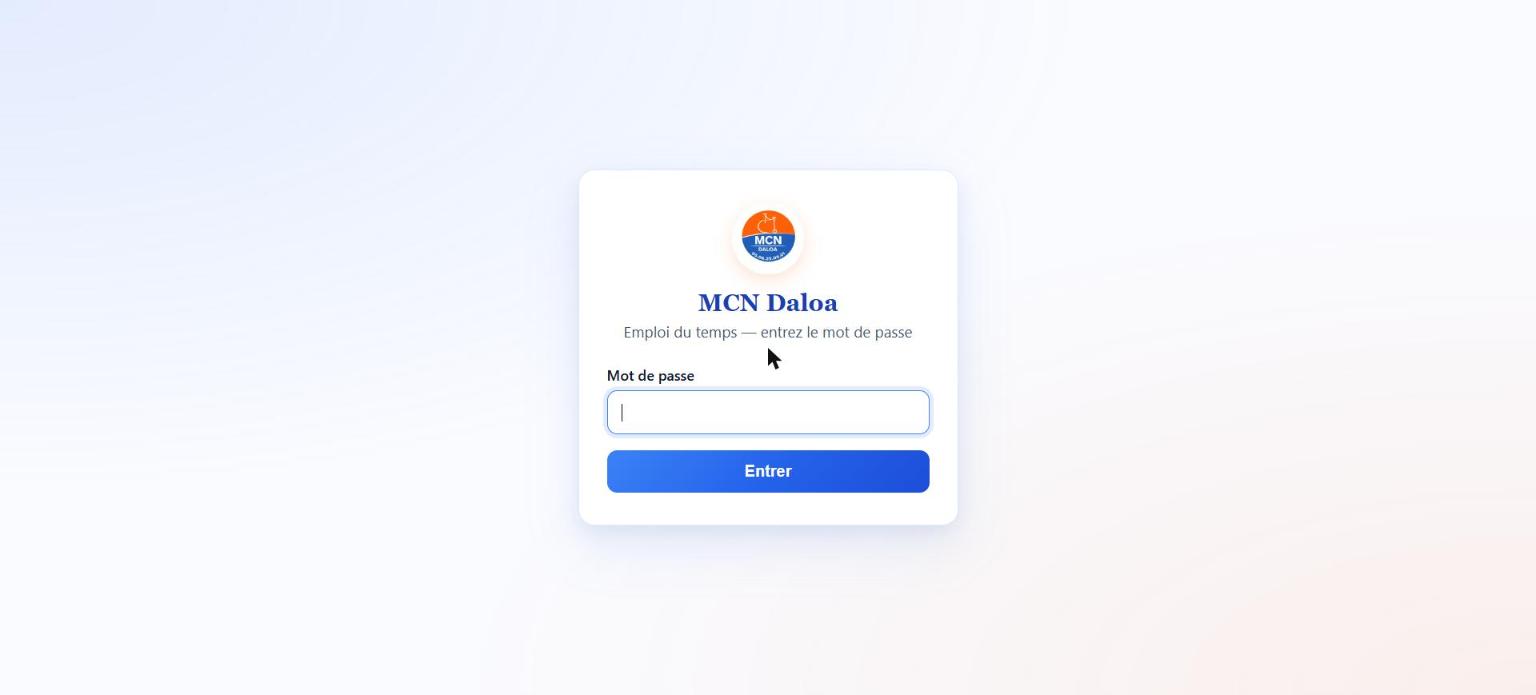 MCN
DALOA
MCN Daloa
Emploi du temps — entrez le mot de passe
Mot de passe
Entrer